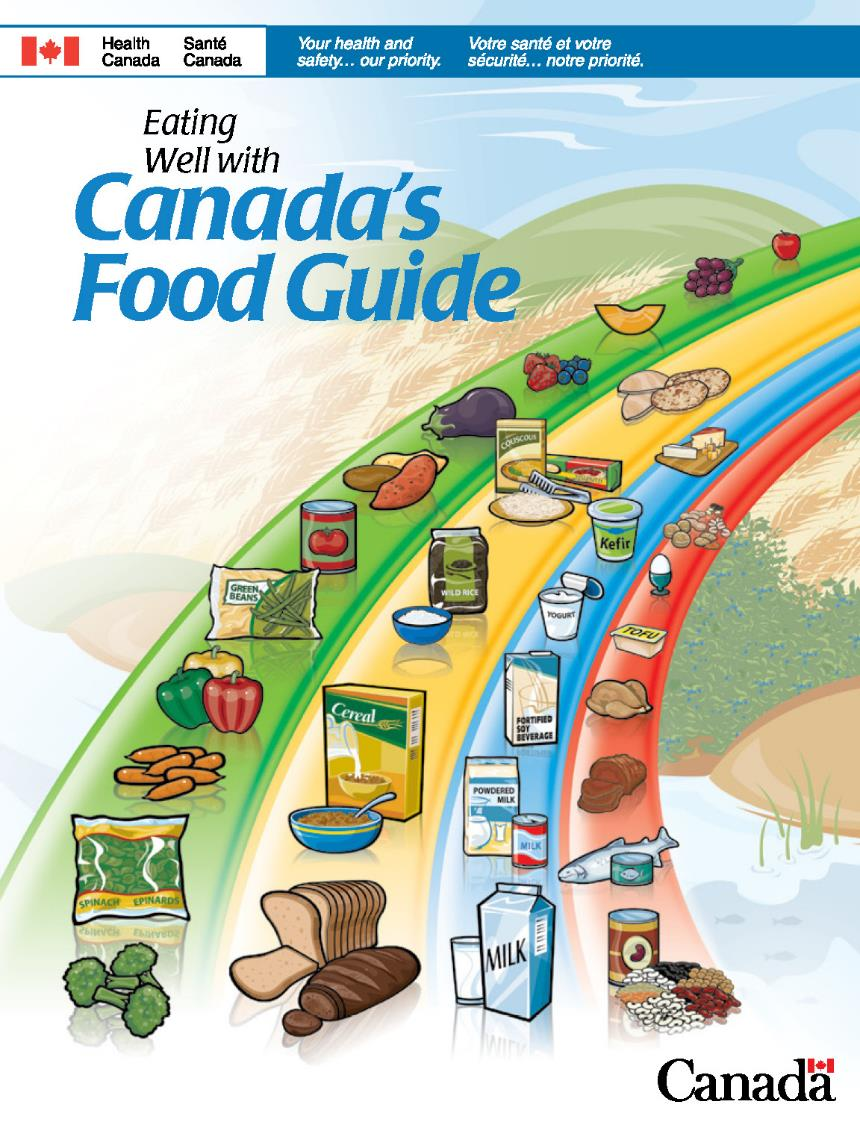 Health Canada
Santé Canada
Your health and
safety... our priority.
Votre santé et votre
sécurité... notre priorité.
Eating
Well with
Canada's
Food Guide
COUSCOUS
Kefir
WILD RICE
GREEN
BEANS
YOGURT
TOFU
Cereal
FORTIFIED
SOY
BEVERAGE
POWDERED
MILK
MILK
SPINACH EPINARDS
MILK
Canada